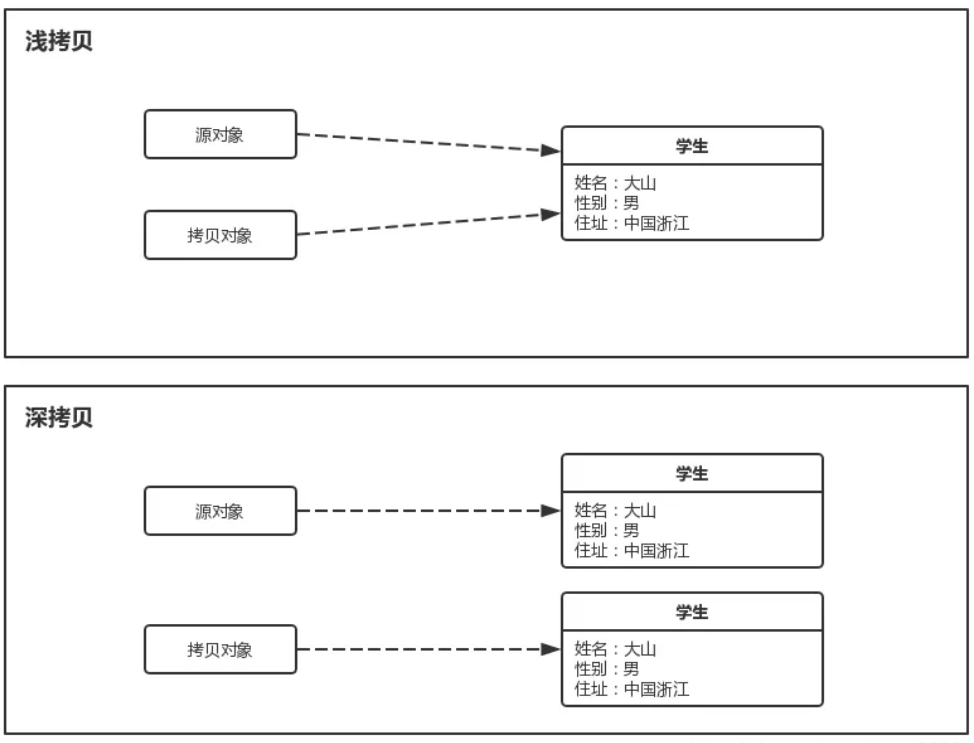 浅拷贝
源对象
拷贝对象
学生
姓名：大山
性别：男
住址：中国浙江
深拷贝
源对象
学生
姓名：大山
性别：男
住址：中国浙江
拷贝对象
学生
姓名：大山
性别：男
住址：中国浙江